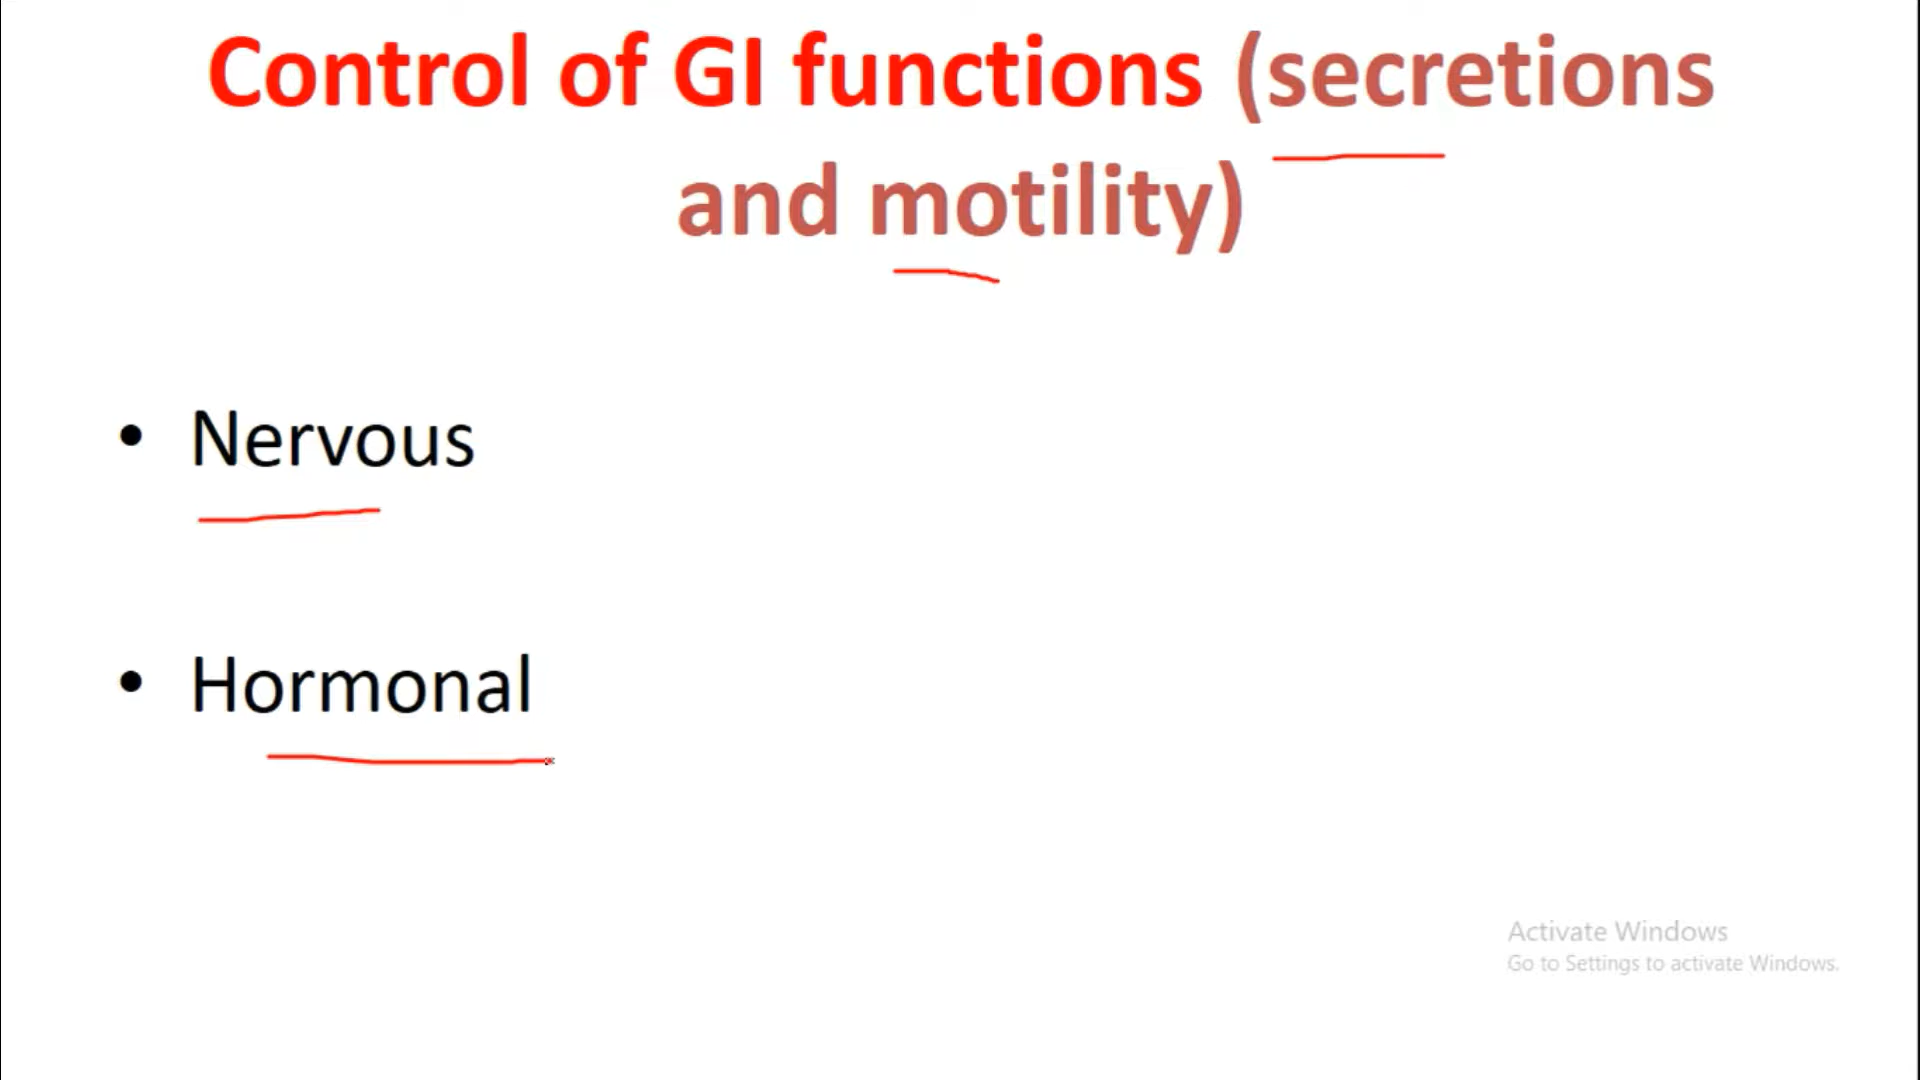 Control of GI functions (secretions
and motility)
• Nervous
• Hormonal
Activate Windows
Go to Settings to activate Windows.